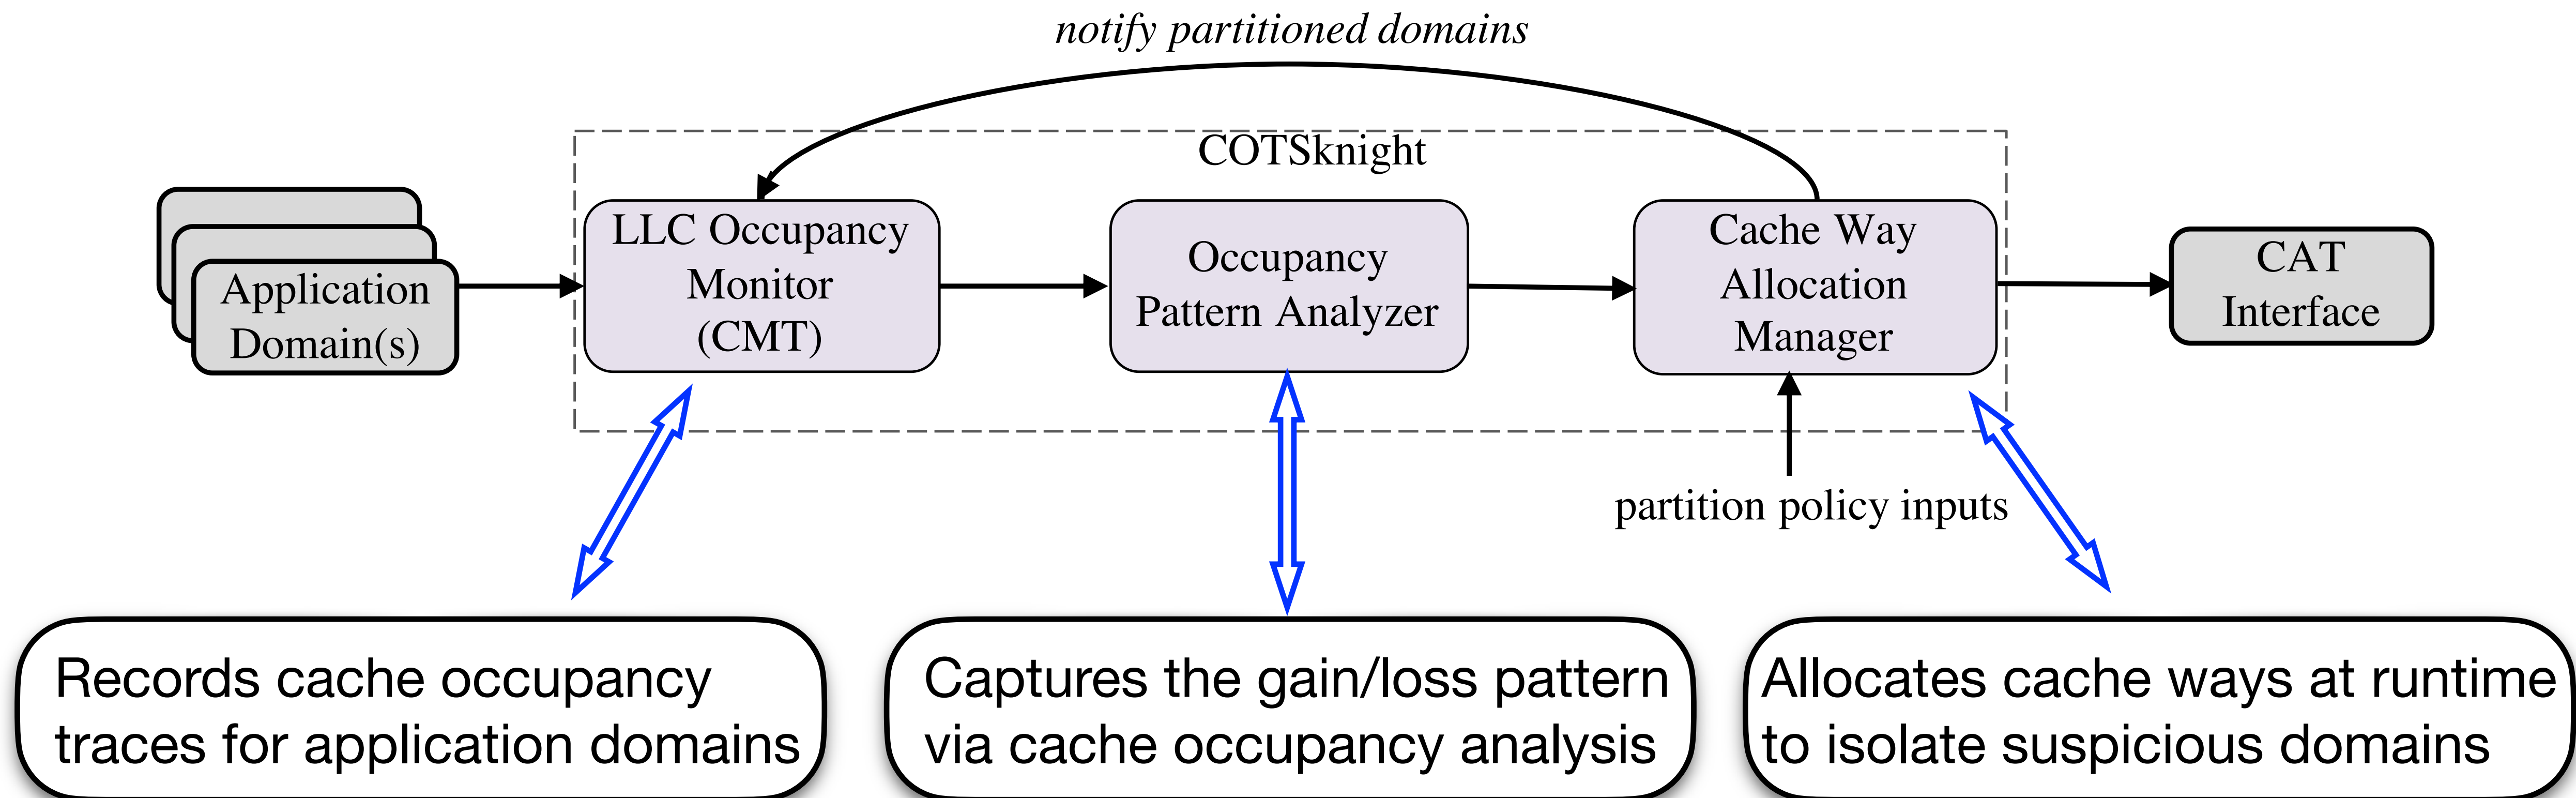 notify partitioned domains
COTSknight
Application
Domain(s)
LLC Occupancy
Monitor
(CMT)
Occupancy
Pattern Analyzer
Cache Way
Allocation
Manager
CAT
Interface
partition policy inputs
Records cache occupancy
traces for application domains
Captures the gain/loss pattern
via cache occupancy analysis
Allocates cache ways at runtime
to isolate suspicious domains